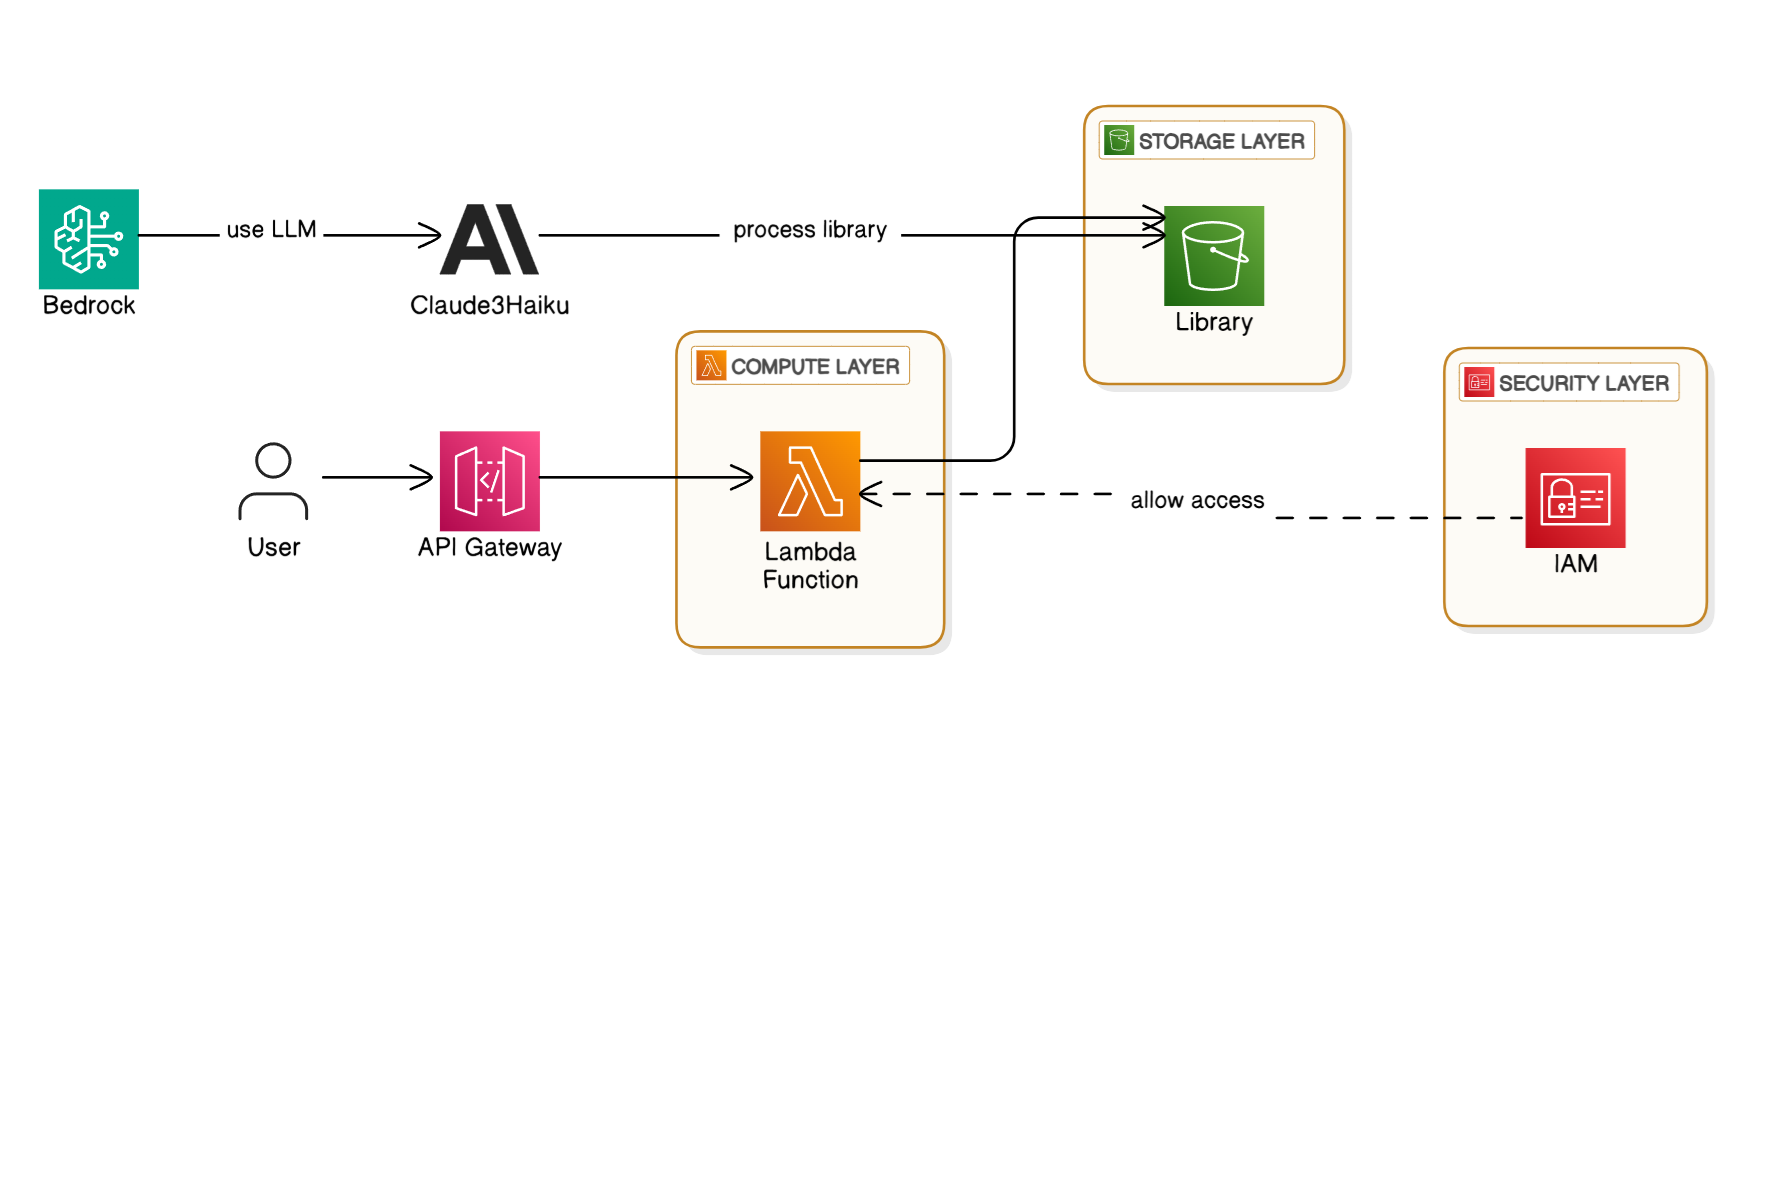 STORAGE LAYER
use LLM
process library
Bedrock
Claude3Haiku
Library
COMPUTE LAYER
SECURITY LAYER
allow access
User
API Gateway
Lambda
Function
IAM